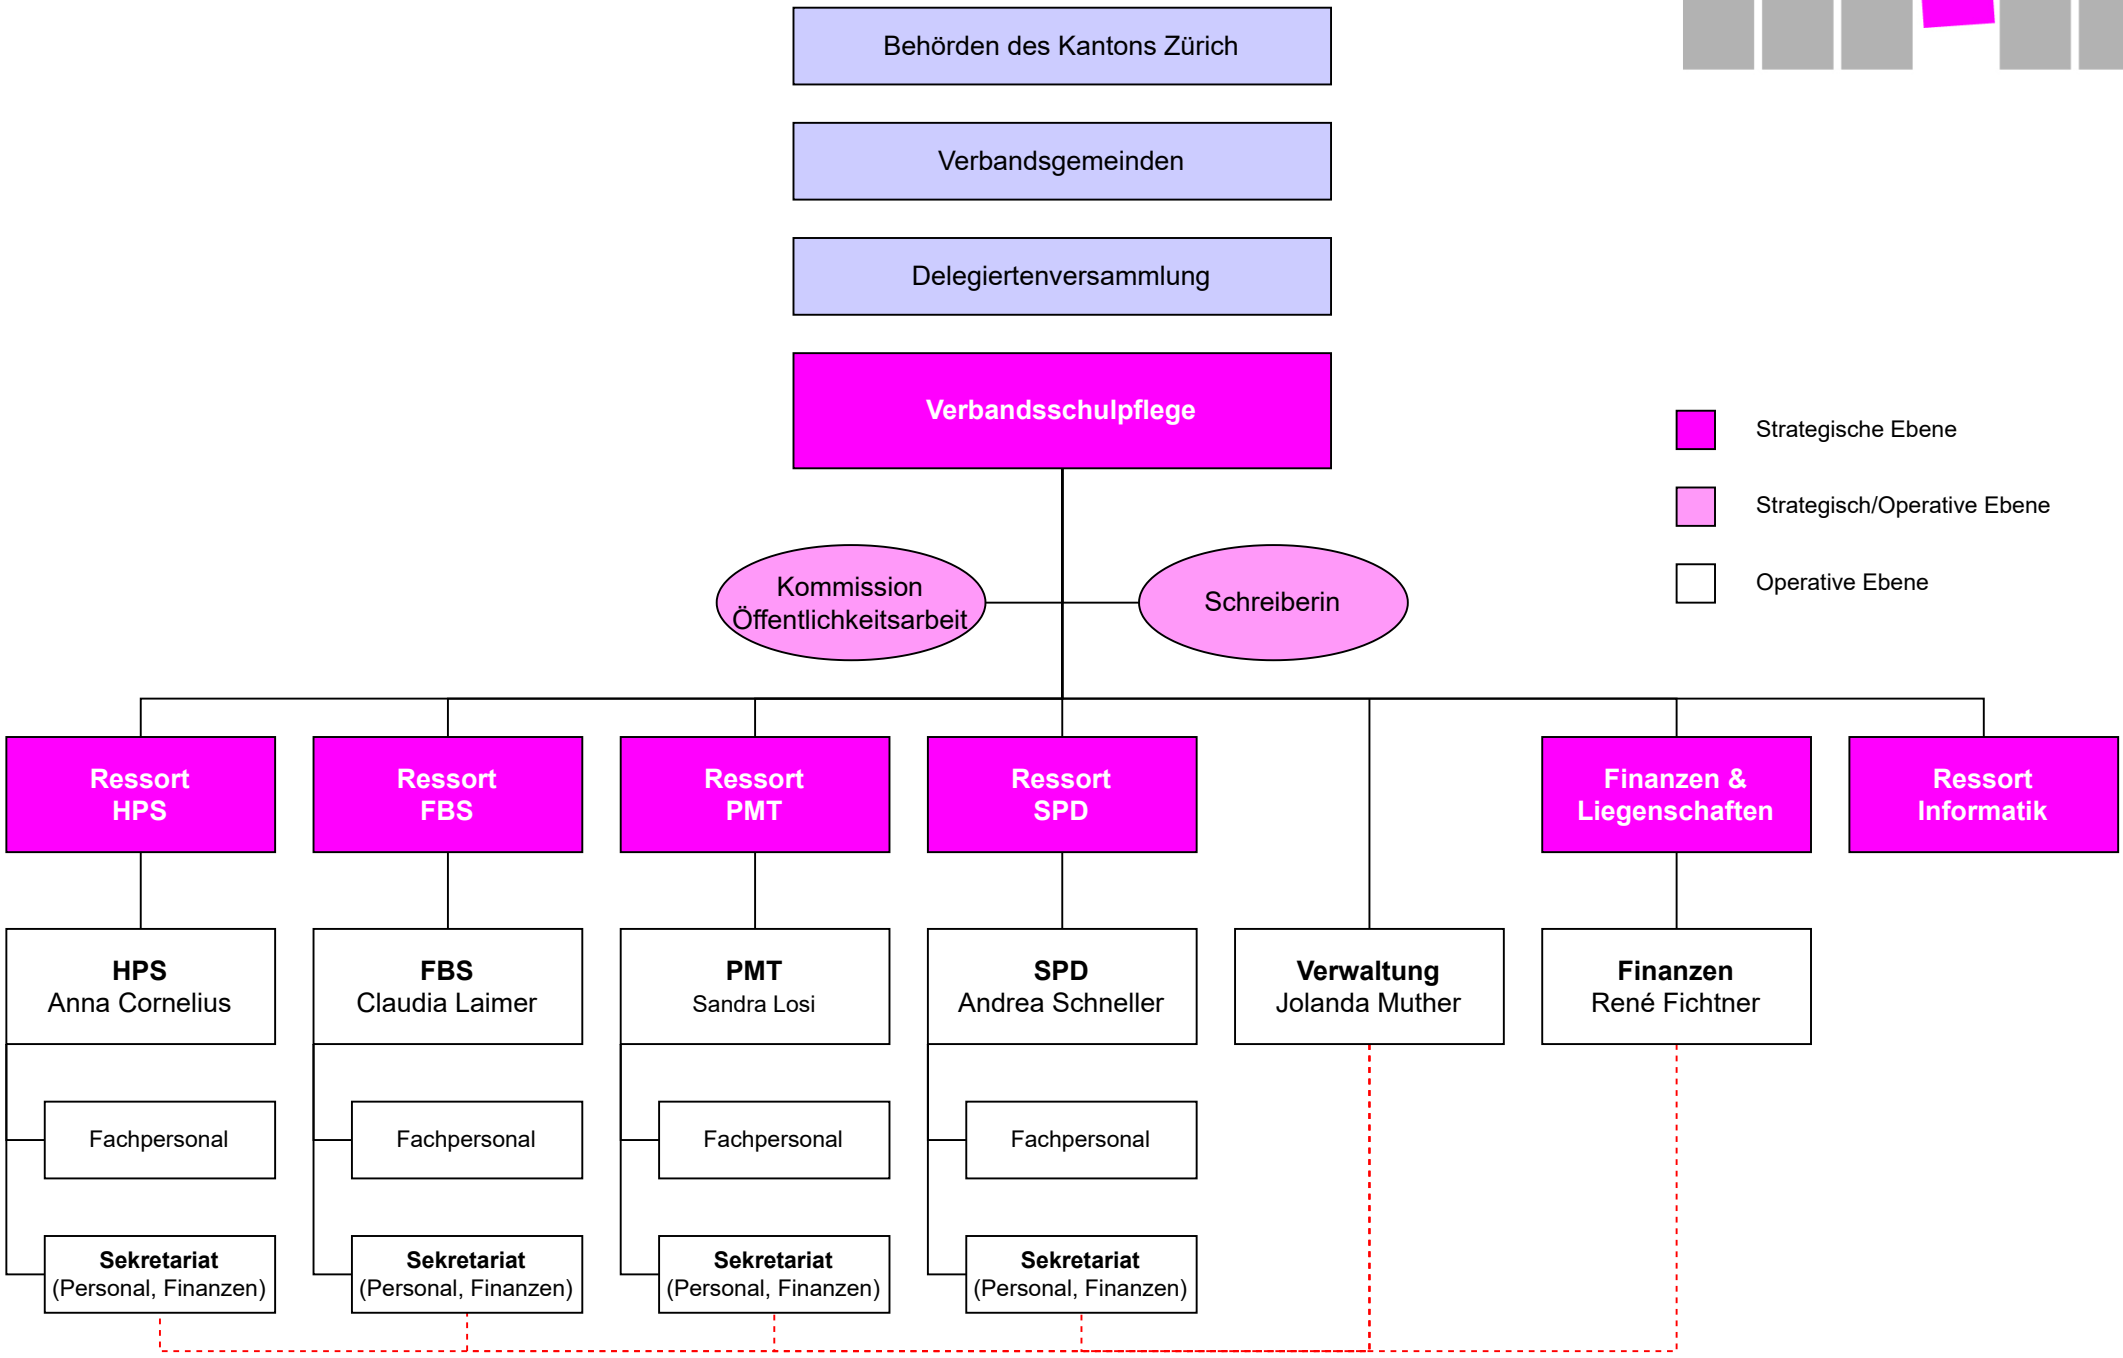 Behörden des Kantons Zürich
Verbandsgemeinden
Delegiertenversammlung
Verbandsschulpflege
Strategische Ebene
Strategisch/Operative Ebene
Operative Ebene
Kommission
Öffentlichkeitsarbeit
Schreiberin
Ressort
HPS
Ressort
FBS
Ressort
PMT
Ressort
SPD
Finanzen &
Liegenschaften
Ressort
Informatik
HPS
Anna Cornelius
FBS
Claudia Laimer
PMT
Sandra Losi
SPD
Andrea Schneller
Verwaltung
Jolanda Muther
Finanzen
René Fichtner
Fachpersonal
Fachpersonal
Fachpersonal
Fachpersonal
Sekretariat
(Personal, Finanzen)
Sekretariat
(Personal, Finanzen)
Sekretariat
(Personal, Finanzen)
Sekretariat
(Personal, Finanzen)